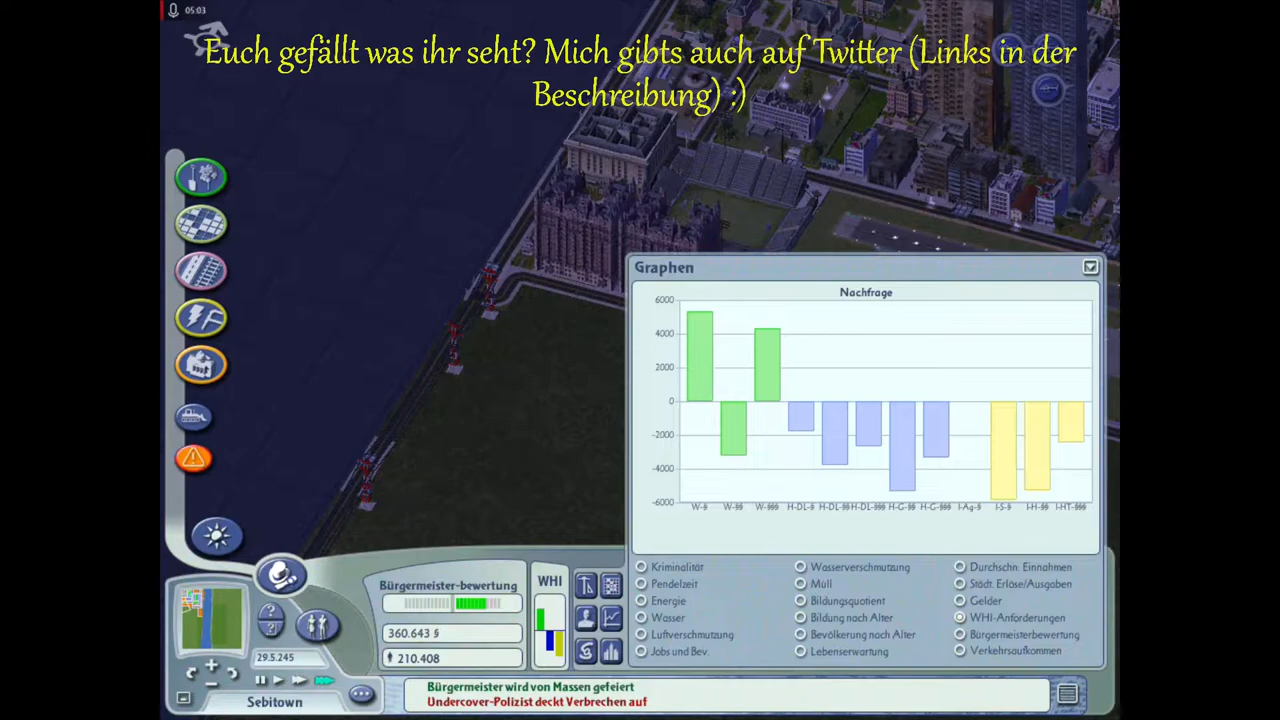 05:03
Euch gefällt was ihr seht? Mich gibts auch auf Twitter (Links in der
Beschreibung) :)
Graphen
Nachfrage
6000
4000
2000
0
-2000
-4000
-6000
W-§ W-§§ W-§§§ H-DL-§ H-DL-§§ H-DL-§§§ H-G-§§ H-G-§§§ I-Ag-§ I-S-§ I-H-§§ I-HT-§§§
Kriminalität
Pendelzeit
Energie
Wasser
Luftverschmutzung
Jobs und Bev.
Wasserverschmutzung
Müll
Bildungsquotient
Bildung nach Alter
Bevölkerung nach Alter
Lebenserwartung
Durchschn. Einnahmen
Städt. Erlöse/Ausgaben
Gelder
WHI-Anforderungen
Bürgermeisterbewertung
Verkehrsaufkommen
Bürgermeister-bewertung
WHI
360.643 §
210.408
29.5.245
Sebitown
Bürgermeister wird von Massen gefeiert
Undercover-Polizist deckt Verbrechen auf